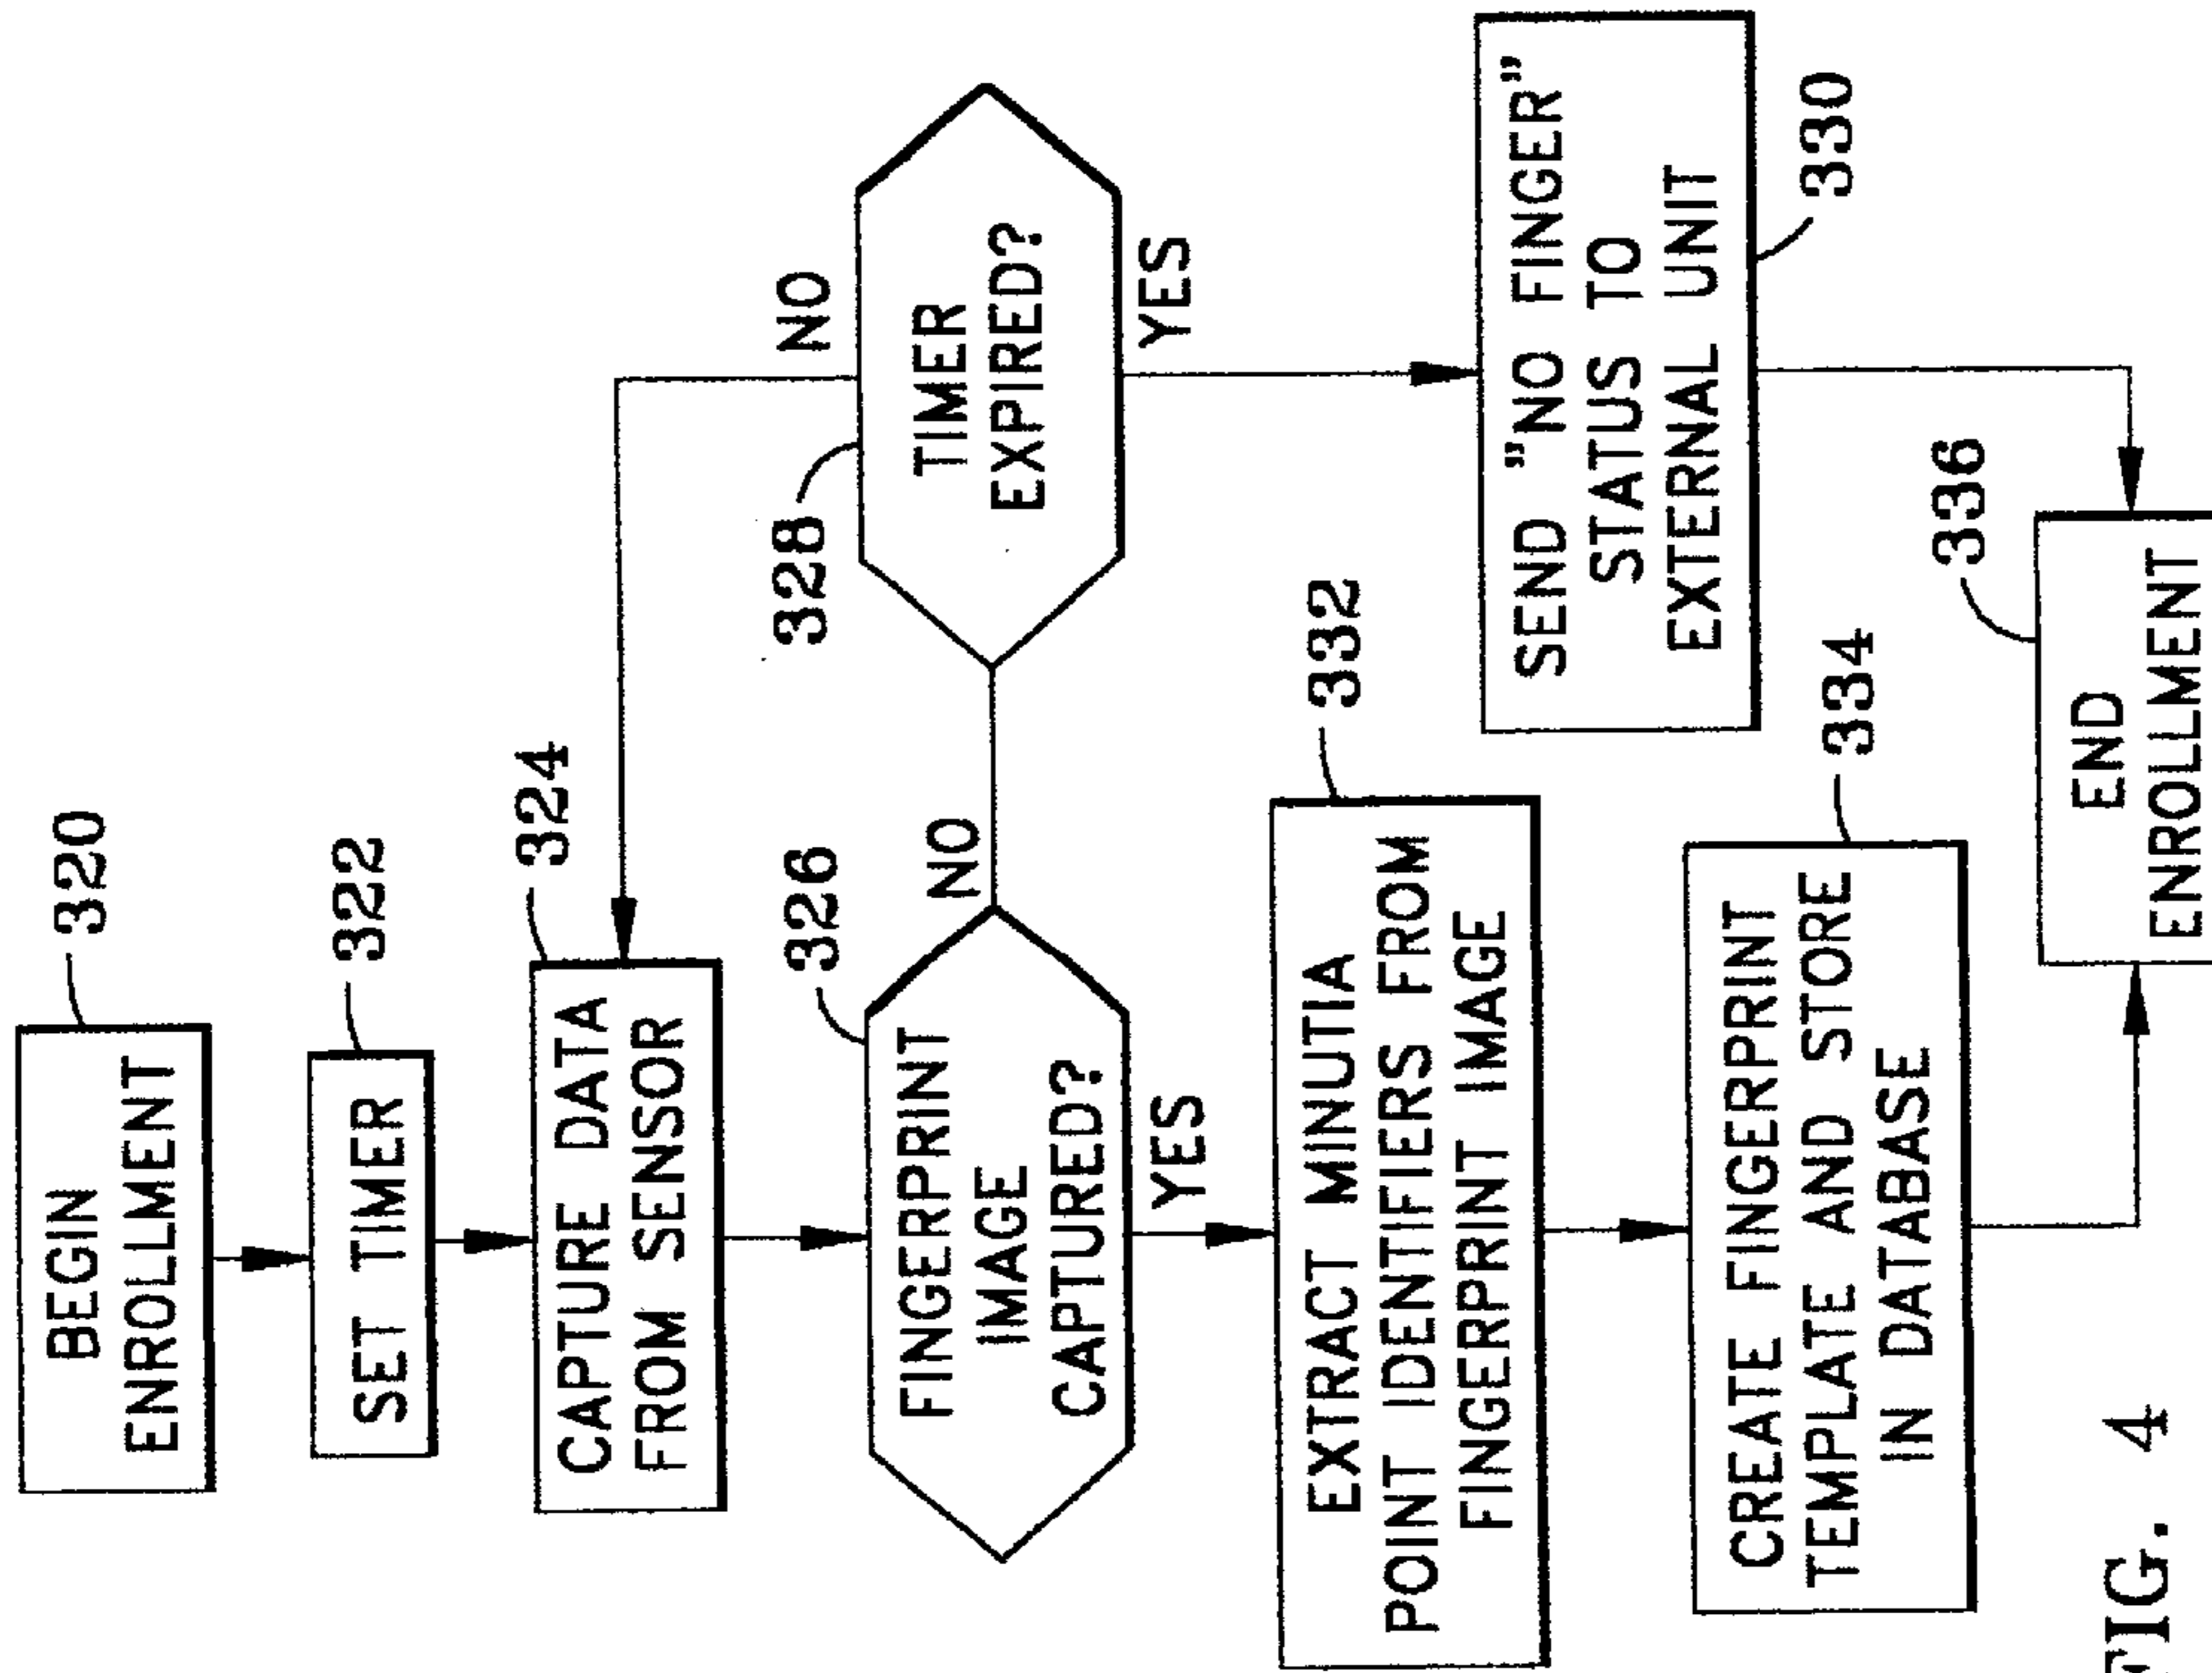 320
BEGIN
ENROLLMENT
322
SET TIMER
324
CAPTURE DATA
FROM SENSOR
326
FINGERPRINT
IMAGE
CAPTURED?
NO
YES
328
TIMER
EXPIRED?
NO
YES
332
EXTRACT MINUTIA
POINT IDENTIFIERS FROM
FINGERPRINT IMAGE
SEND "NO FINGER"
STATUS TO
EXTERNAL UNIT
330
334
CREATE FINGERPRINT
TEMPLATE AND STORE
IN DATABASE
336
END
ENROLLMENT
FIG. 4